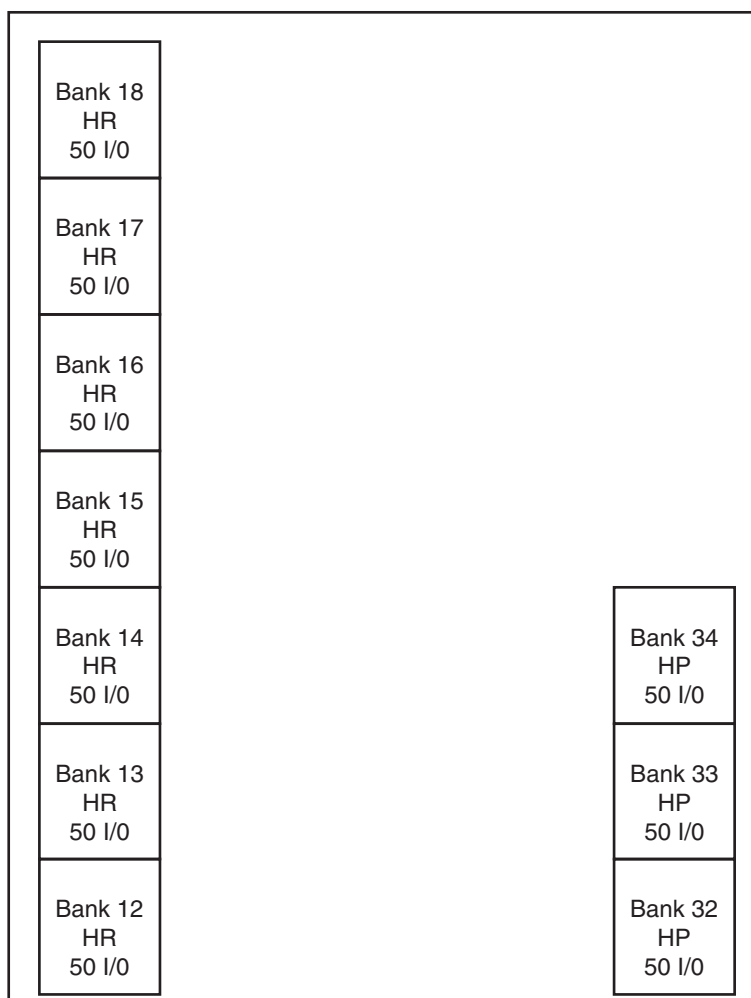 Bank 18
HR
50 I/0
Bank 17
HR
50 I/0
Bank 16
HR
50 I/0
Bank 15
HR
50 I/0
Bank 14
HR
50 I/0
Bank 13
HR
50 I/0
Bank 12
HR
50 I/0
Bank 34
HP
50 I/0
Bank 33
HP
50 I/0
Bank 32
HP
50 I/0